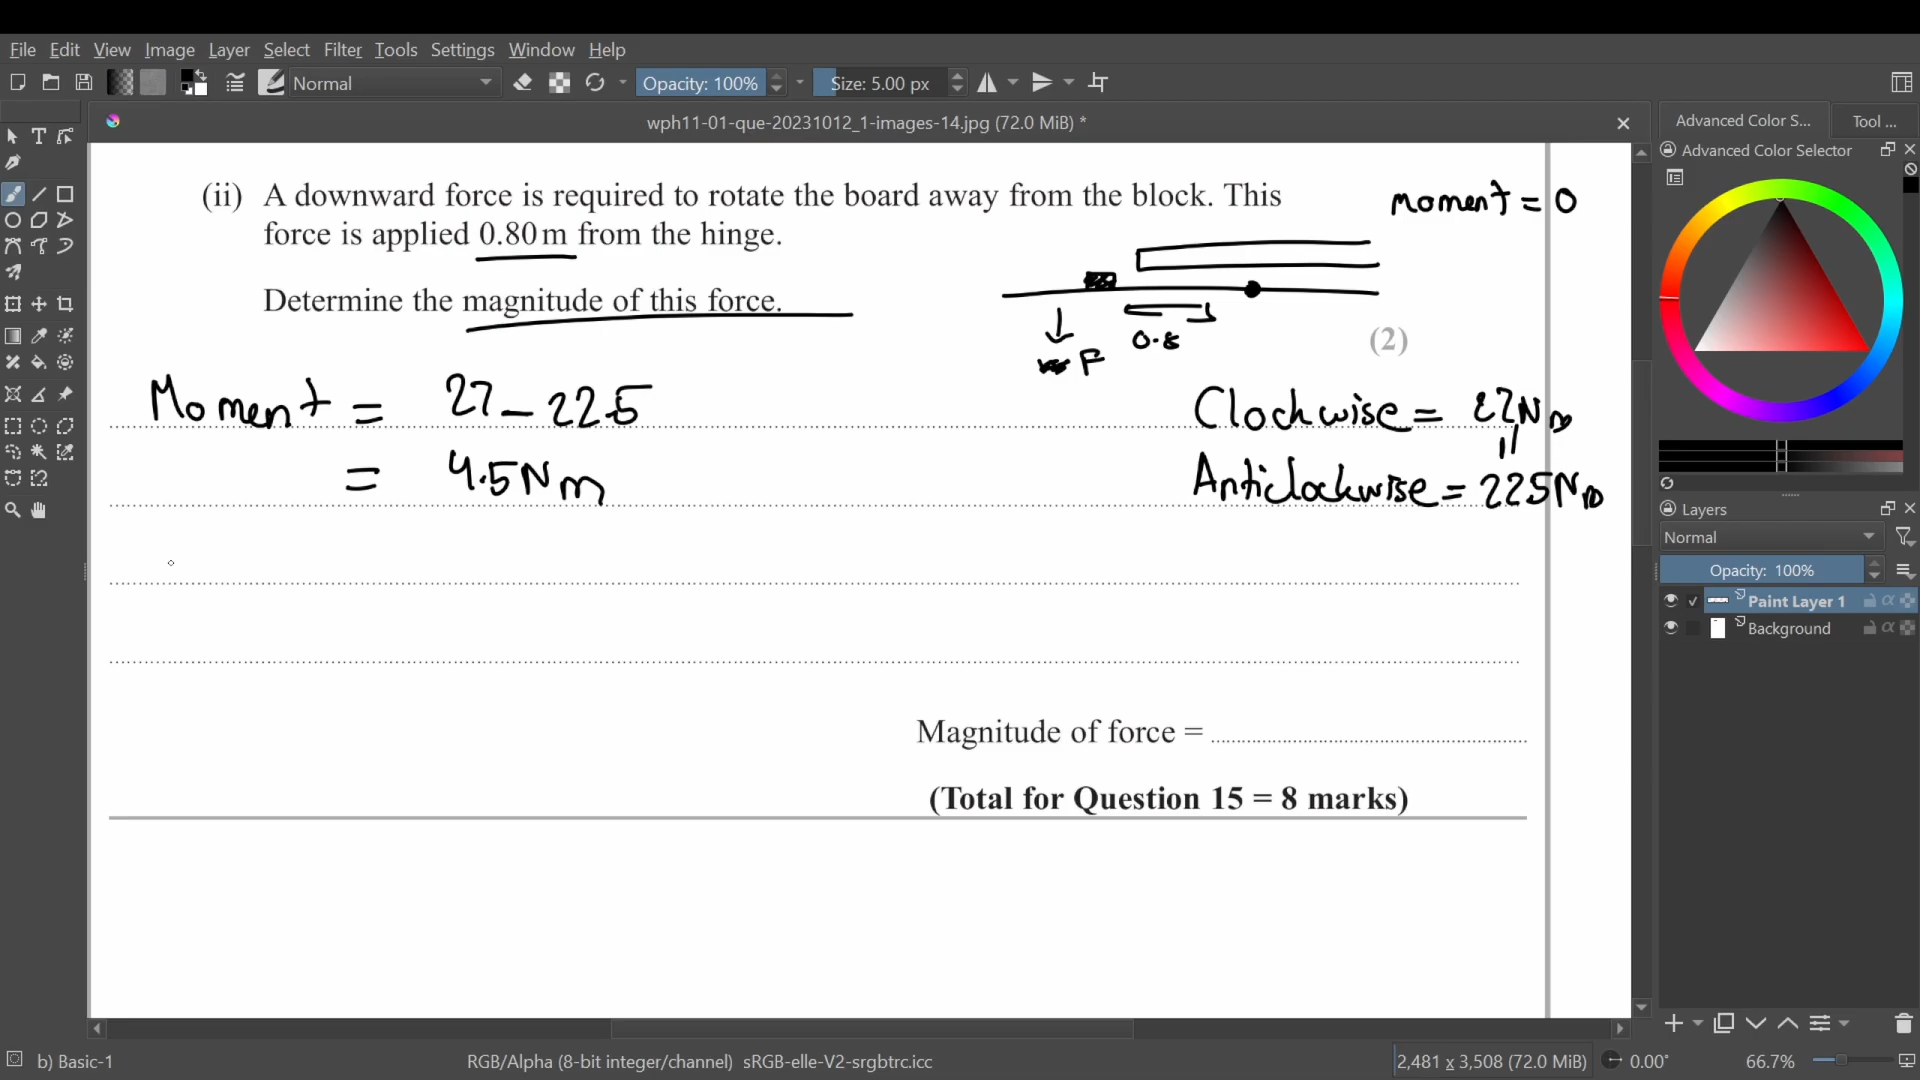 File Edit View Image Layer Select Filter Tools Settings Window Help
Normal Opacity: 100% Size: 5.00 px
wph11-01-que-20231012_1-images-14.jpg (72.0 MiB) *
Advanced Color S... Tool ...
Advanced Color Selector
(ii) A downward force is required to rotate the board away from the block. This
force is applied 0.80 m from the hinge.
Determine the magnitude of this force.
moment = 0
0.8
F
(2)
Moment = 27 - 22.5
= 4.5 Nm
Clockwise = 27Nm
Anticlockwise = 22.5Nm
Magnitude of force =
(Total for Question 15 = 8 marks)
Layers
Normal
Opacity: 100%
Paint Layer 1
Background
b) Basic-1
RGB/Alpha (8-bit integer/channel) sRGB-elle-V2-srgbtrc.icc
2,481 x 3,508 (72.0 MiB)
0.00°
66.7%